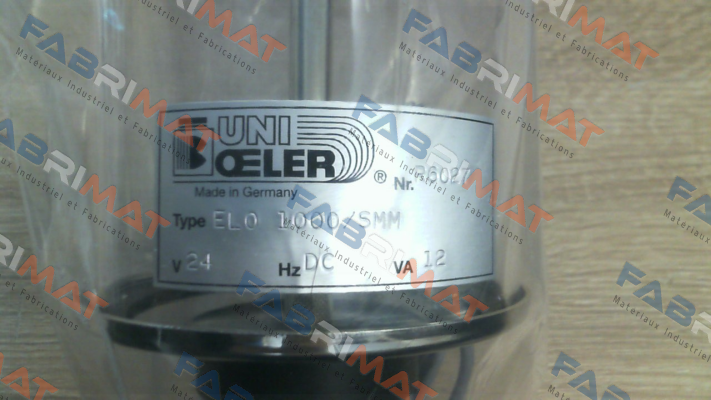 UNI
BOELER ®
Nr.
Made in Germany
Type ELO 1000/SMM
V 24 Hz DC VA 12
FABRIMAT
Materiaux Industriel et Fabrications